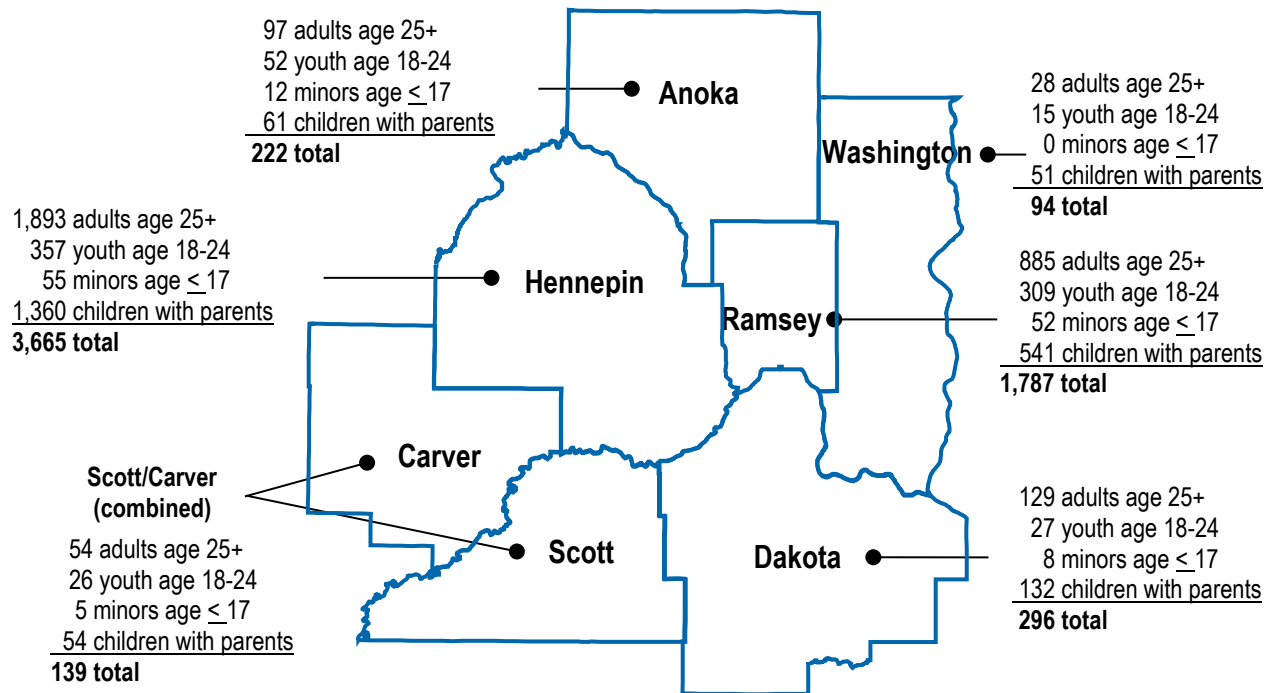 97 adults age 25+
52 youth age 18-24
12 minors age < 17
61 children with parents
222 total
Anoka
28 adults age 25+
15 youth age 18-24
0 minors age < 17
51 children with parents
94 total
Washington
1,893 adults age 25+
357 youth age 18-24
55 minors age < 17
1,360 children with parents
3,665 total
Hennepin
885 adults age 25+
309 youth age 18-24
52 minors age < 17
541 children with parents
1,787 total
Ramsey
Carver
Scott/Carver
(combined)
54 adults age 25+
26 youth age 18-24
5 minors age < 17
54 children with parents
139 total
Scott
Dakota
129 adults age 25+
27 youth age 18-24
8 minors age < 17
132 children with parents
296 total